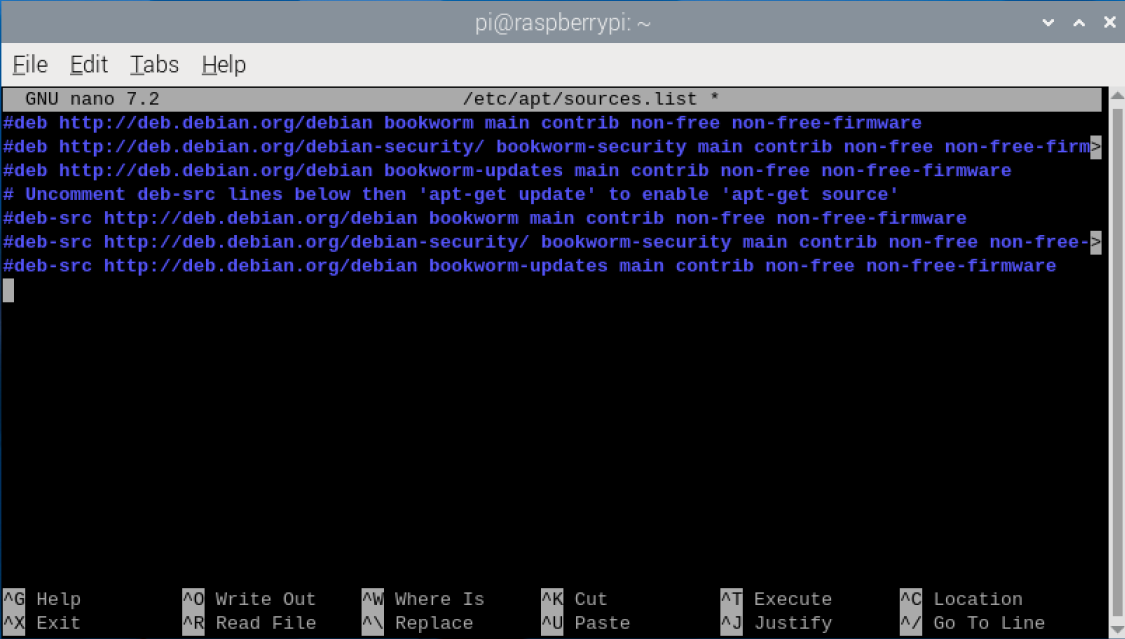 pi@raspberrypi: ~
File Edit Tabs Help
GNU nano 7.2 /etc/apt/sources.list *
#deb http://deb.debian.org/debian bookworm main contrib non-free non-free-firmware
#deb http://deb.debian.org/debian-security/ bookworm-security main contrib non-free non-free-firm>
#deb http://deb.debian.org/debian bookworm-updates main contrib non-free non-free-firmware
# Uncomment deb-src lines below then 'apt-get update' to enable 'apt-get source'
#deb-src http://deb.debian.org/debian bookworm main contrib non-free non-free-firmware
#deb-src http://deb.debian.org/debian-security/ bookworm-security main contrib non-free non-free->
#deb-src http://deb.debian.org/debian bookworm-updates main contrib non-free non-free-firmware
^G Help ^O Write Out ^W Where Is ^K Cut ^T Execute ^C Location
^X Exit ^R Read File ^\ Replace ^U Paste ^J Justify ^/ Go To Line